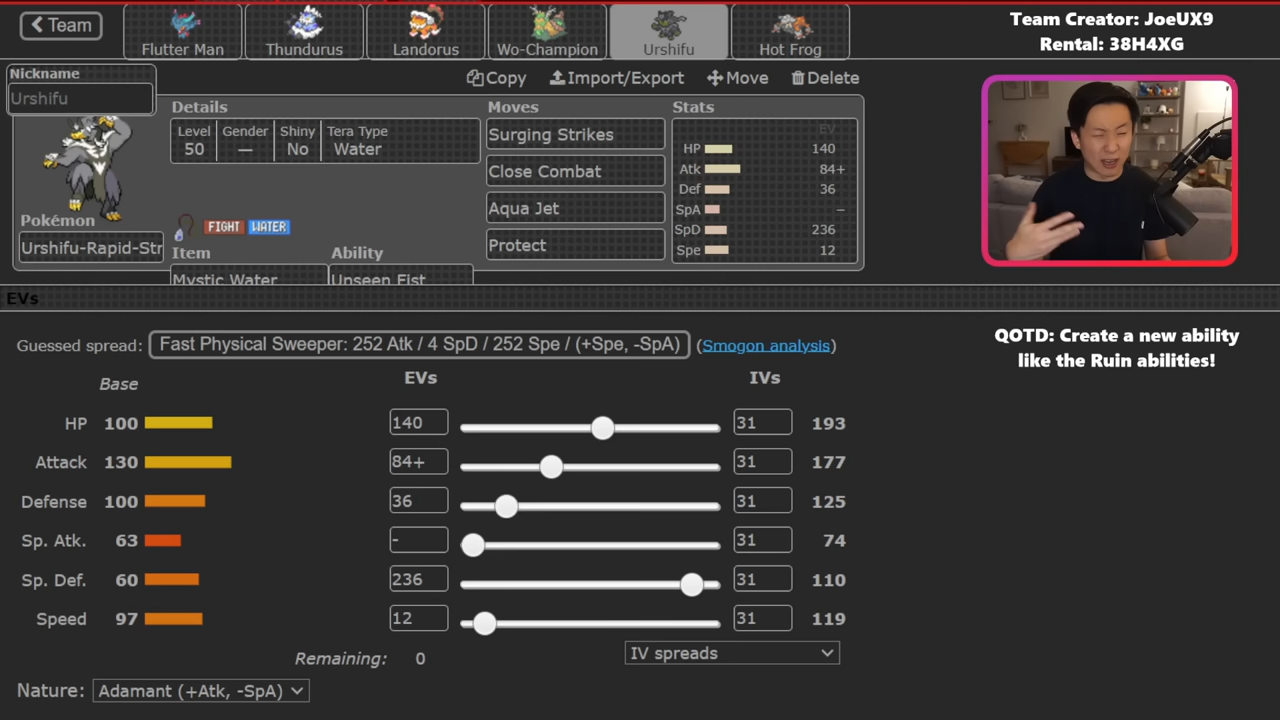 Team
Flutter Man
Thundurus
Landorus
Wo-Champion
Urshifu
Hot Frog
Team Creator: JoeUX9
Rental: 38H4XG
Nickname
Urshifu
Copy
Import/Export
Move
Delete
Details
Moves
Stats
Level
Gender
Shiny
Tera Type
50
—
No
Water
Surging Strikes
Close Combat
Aqua Jet
Protect
EV
HP 140
Atk 84+
Def 36
SpA –
SpD 236
Spe 12
Pokémon
Urshifu-Rapid-Str
FIGHT WATER
Item
Ability
Mystic Water
Unseen Fist
EVs
Guessed spread: Fast Physical Sweeper: 252 Atk / 4 SpD / 252 Spe / (+Spe, -SpA) (Smogon analysis)
QOTD: Create a new ability
like the Ruin abilities!
Base EVs IVs
HP 100 140 31 193
Attack 130 84+ 31 177
Defense 100 36 31 125
Sp. Atk. 63 - 31 74
Sp. Def. 60 236 31 110
Speed 97 12 31 119
Remaining: 0
IV spreads
Nature: Adamant (+Atk, -SpA)